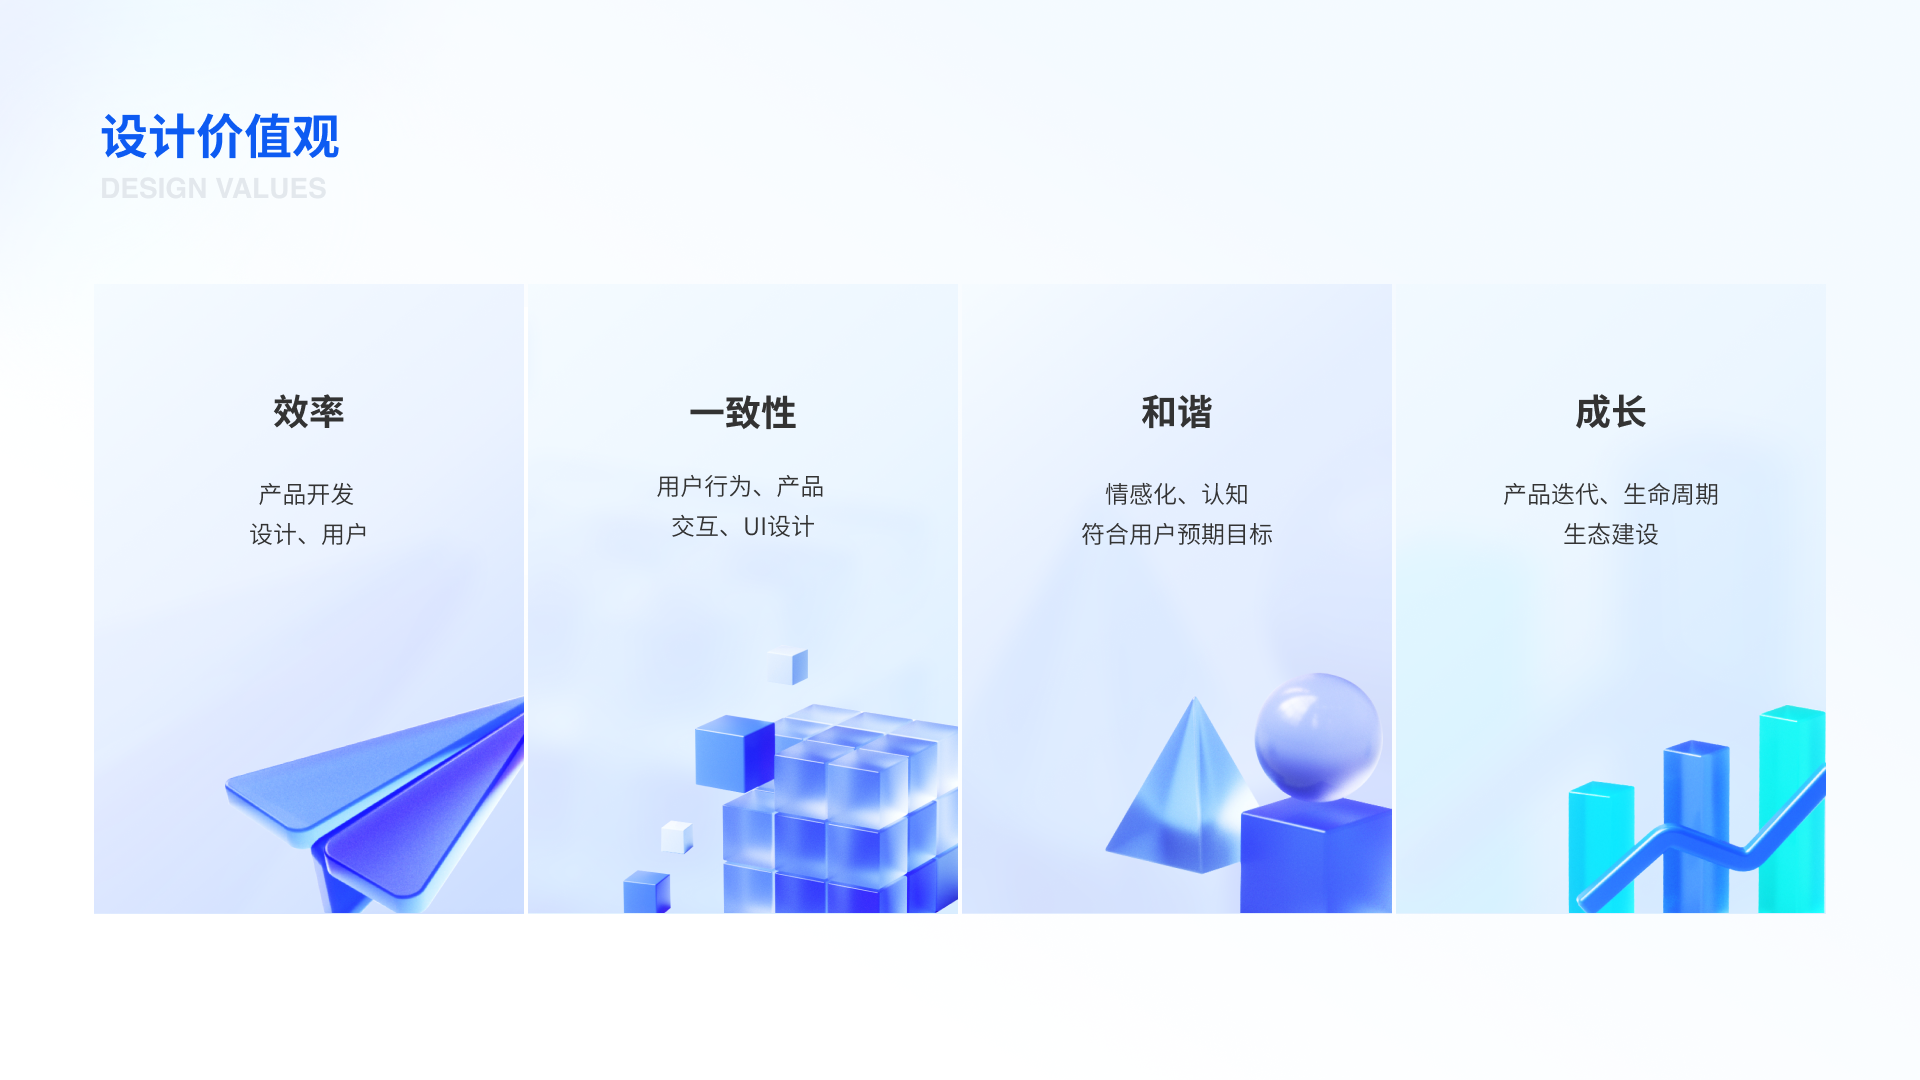 设计价值观
DESIGN VALUES
效率
产品开发
设计、用户
一致性
用户行为、产品
交互、UI设计
和谐
情感化、认知
符合用户预期目标
成长
产品迭代、生命周期
生态建设